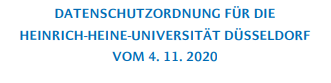 DATENSCHUTZORDNUNG FÜR DIE
HEINRICH-HEINE-UNIVERSITÄT DÜSSELDORF
VOM 4. 11. 2020